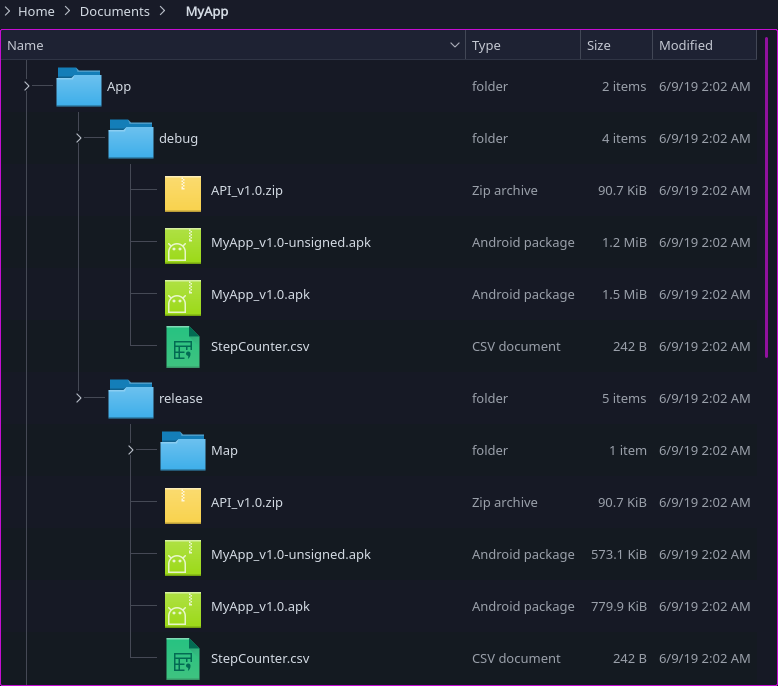 Home Documents MyApp
Name Type Size Modified
App folder 2 items 6/9/19 2:02 AM
debug folder 4 items 6/9/19 2:02 AM
API_v1.0.zip Zip archive 90.7 KiB 6/9/19 2:02 AM
MyApp_v1.0-unsigned.apk Android package 1.2 MiB 6/9/19 2:02 AM
MyApp_v1.0.apk Android package 1.5 MiB 6/9/19 2:02 AM
StepCounter.csv CSV document 242 B 6/9/19 2:02 AM
release folder 5 items 6/9/19 2:02 AM
Map folder 1 item 6/9/19 2:02 AM
API_v1.0.zip Zip archive 90.7 KiB 6/9/19 2:02 AM
MyApp_v1.0-unsigned.apk Android package 573.1 KiB 6/9/19 2:02 AM
MyApp_v1.0.apk Android package 779.9 KiB 6/9/19 2:02 AM
StepCounter.csv CSV document 242 B 6/9/19 2:02 AM